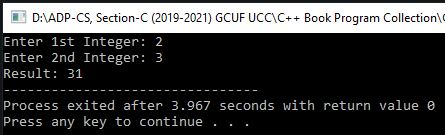 D:\ADP-CS, Section-C (2019-2021) GCUF UCC\C++ Book Program Collection\
Enter 1st Integer: 2
Enter 2nd Integer: 3
Result: 31
--------------------------------
Process exited after 3.967 seconds with return value 0
Press any key to continue . . .